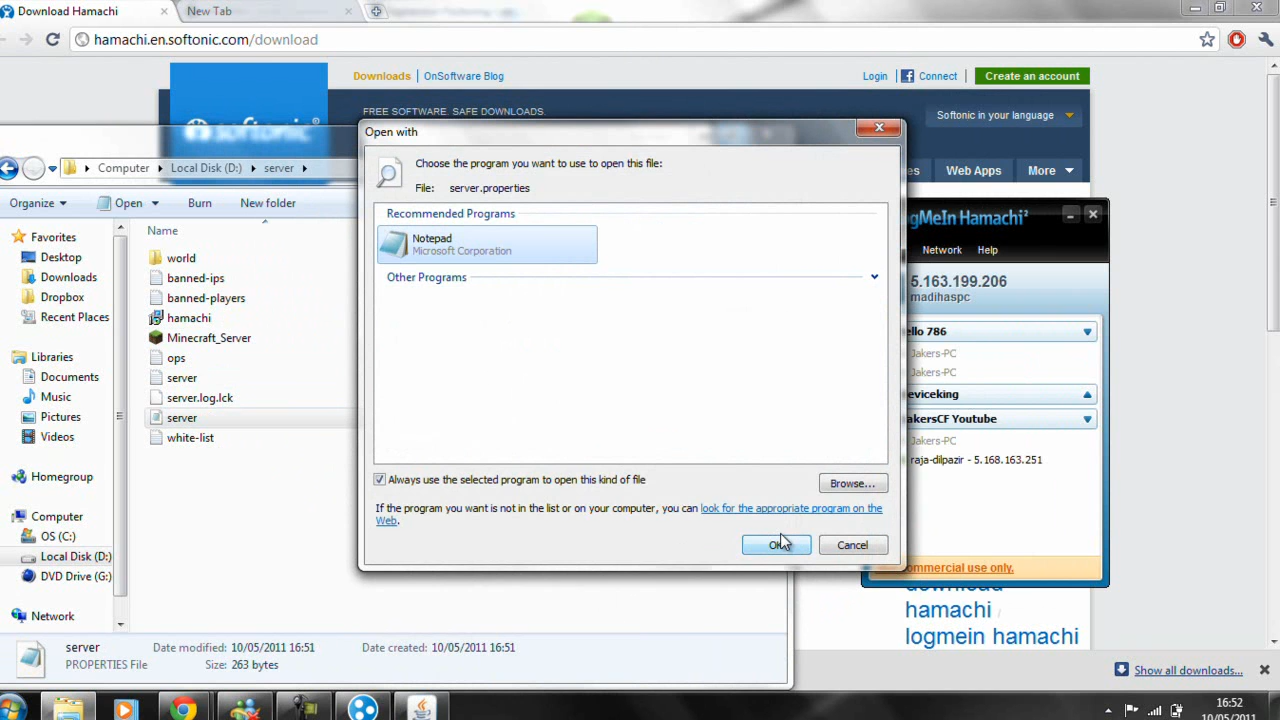 Download Hamachi
New Tab
hamachi.en.softonic.com/download
Downloads
OnSoftware Blog
Login
Connect
Create an account
FREE SOFTWARE. SAFE DOWNLOADS.
softonic
Softonic in your language
Web Apps
More
Open with
Choose the program you want to use to open this file:
File: server.properties
Recommended Programs
Notepad
Microsoft Corporation
Other Programs
Always use the selected program to open this kind of file
Browse...
If the program you want is not in the list or on your computer, you can look for the appropriate program on the
Web.
OK
Cancel
Computer
Local Disk (D:)
server
Organize
Open
Burn
New folder
Name
Favorites
Desktop
Downloads
Dropbox
Recent Places
Libraries
Documents
Music
Pictures
Videos
Homegroup
Computer
OS (C:)
Local Disk (D:)
DVD Drive (G:)
Network
world
banned-ips
banned-players
hamachi
Minecraft_Server
ops
server
server.log.lck
server
white-list
server
PROPERTIES File
Date modified: 10/05/2011 16:51
Size: 263 bytes
Date created: 10/05/2011 16:51
ogMeIn Hamachi²
Network
Help
5.163.199.206
madihaspc
ello 786
Jakers-PC
Jakers-PC
eviceking
akersCF Youtube
Jakers-PC
raja-dilpazir - 5.168.163.251
ommercial use only.
download
hamachi /
logmein hamachi
Show all downloads...
16:52
10/05/2011